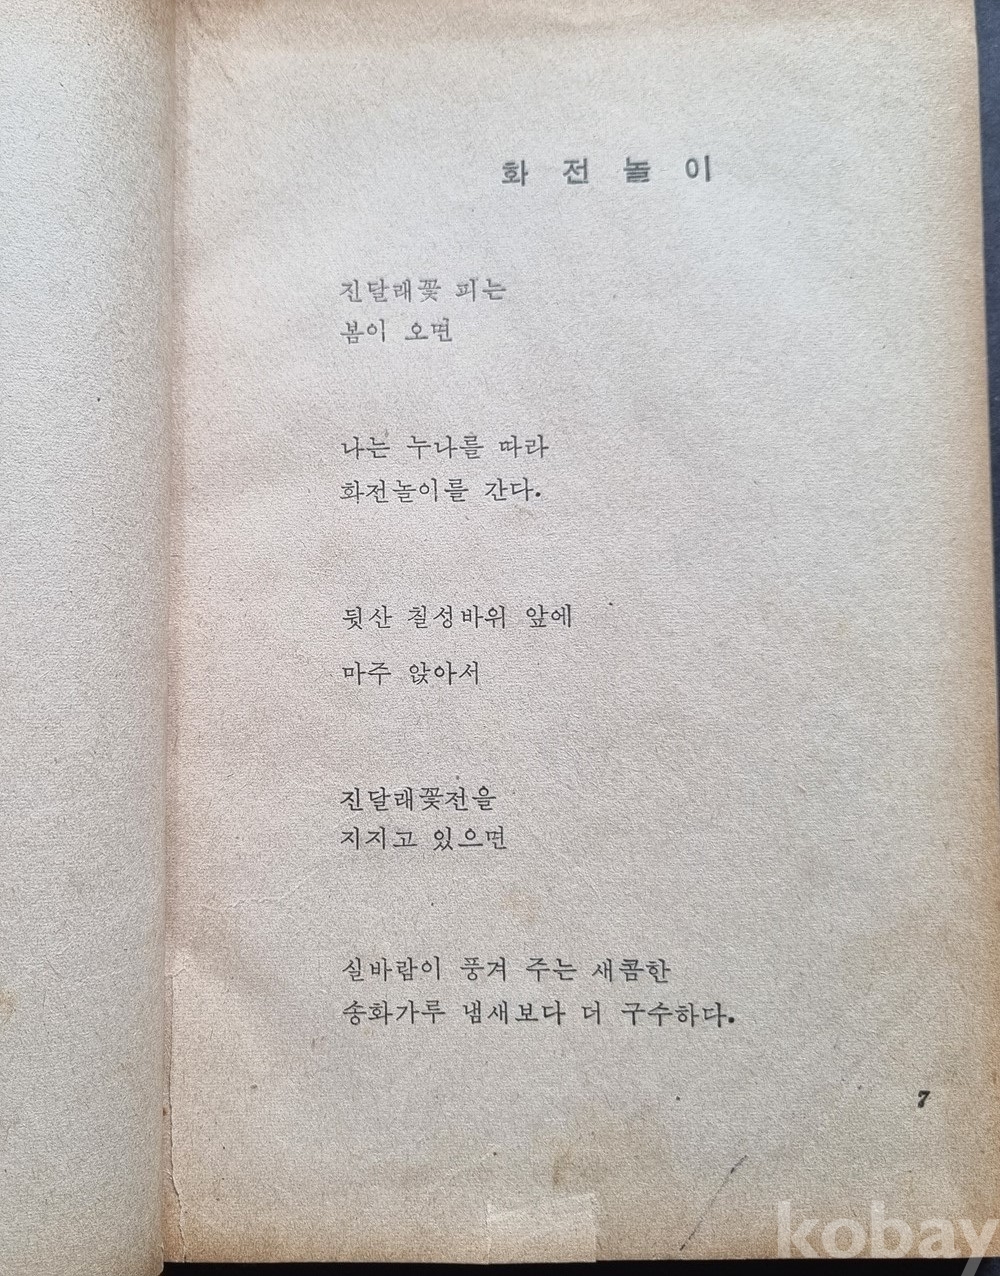 화 전 놀 이
진달래꽃 피는
봄이 오면
나는 누나를 따라
화전놀이를 간다.
뒷산 칠성바위 앞에
마주 앉아서
진달래꽃전을
지지고 있으면
실바람이 풍겨 주는 새콤한
송화가루 냄새보다 더 구수하다.
7
kobay